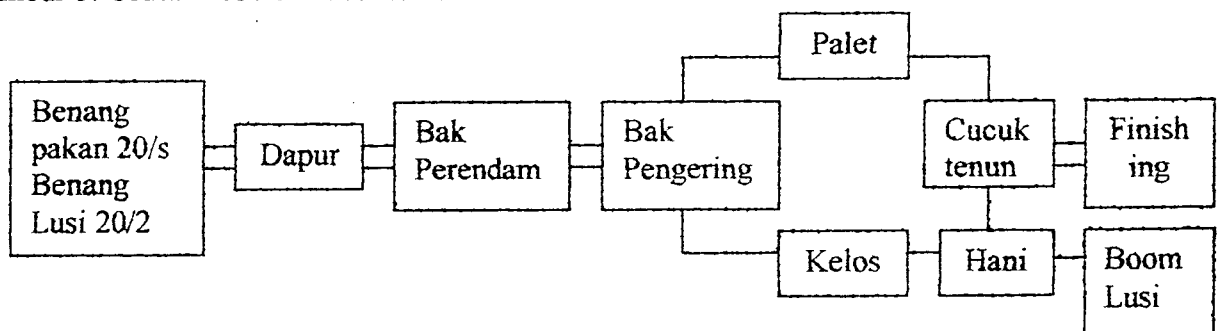 Benang
pakan 20/s
Benang
Lusi 20/2
Dapur
Bak
Perendam
Bak
Pengering
Palet
Cucuk
tenun
Finish
ing
Kelos
Hani
Boom
Lusi